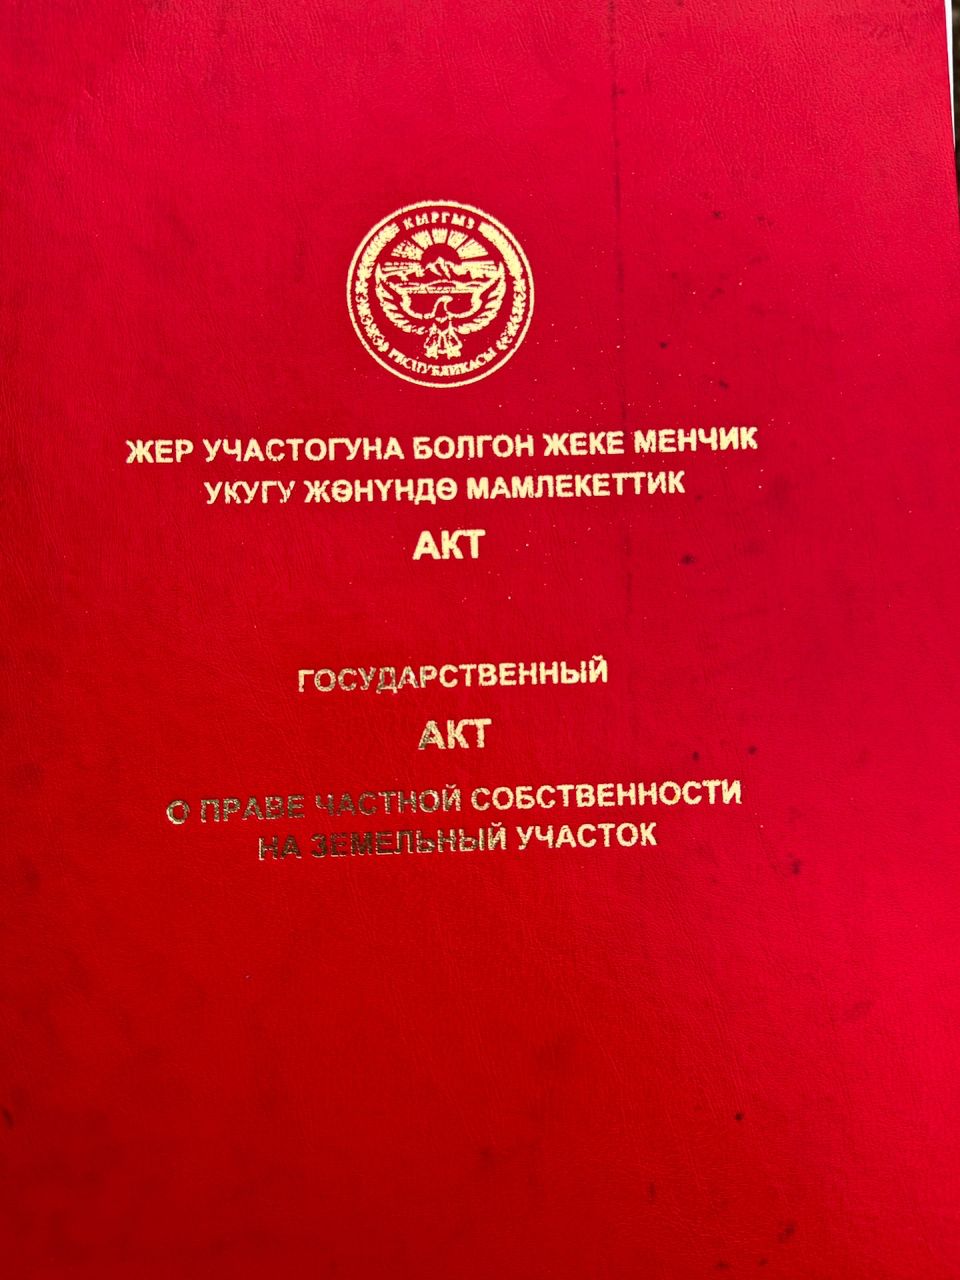 КЫРГЫЗ
РЕСПУБЛИКАСЫ
ЖЕР УЧАСТОГУНА БОЛГОН ЖЕКЕ МЕНЧИК
УКУГУ ЖӨНҮНДӨ МАМЛЕКЕТТИК
АКТ
ГОСУДАРСТВЕННЫЙ
АКТ
О ПРАВЕ ЧАСТНОЙ СОБСТВЕННОСТИ
НА ЗЕМЕЛЬНЫЙ УЧАСТОК